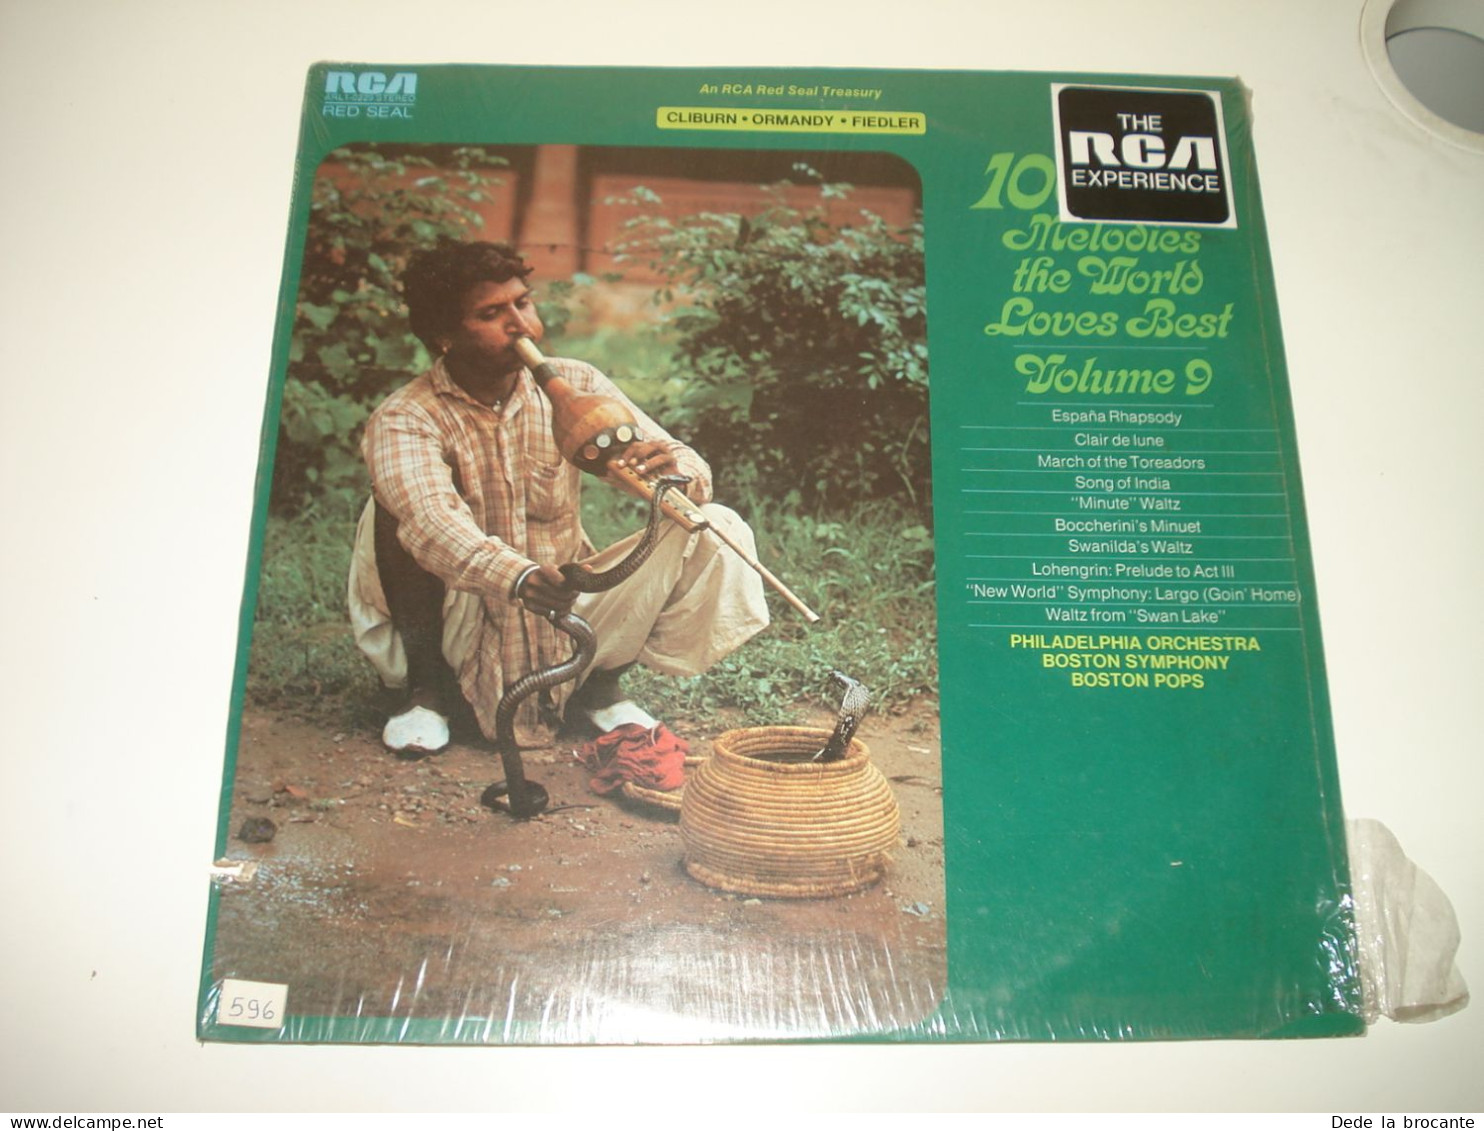 RCA
ARL1-0220 STEREO
RED SEAL
An RCA Red Seal Treasury
CLIBURN • ORMANDY • FIEDLER
THE
RCA
EXPERIENCE
10
Melodies
the World
Loves Best
Volume 9
España Rhapsody
Clair de lune
March of the Toreadors
Song of India
"Minute" Waltz
Boccherini's Minuet
Swanilda's Waltz
Lohengrin: Prelude to Act III
"New World" Symphony: Largo (Goin' Home)
Waltz from "Swan Lake"
PHILADELPHIA ORCHESTRA
BOSTON SYMPHONY
BOSTON POPS
596
www.delcampe.net
Dede la brocante